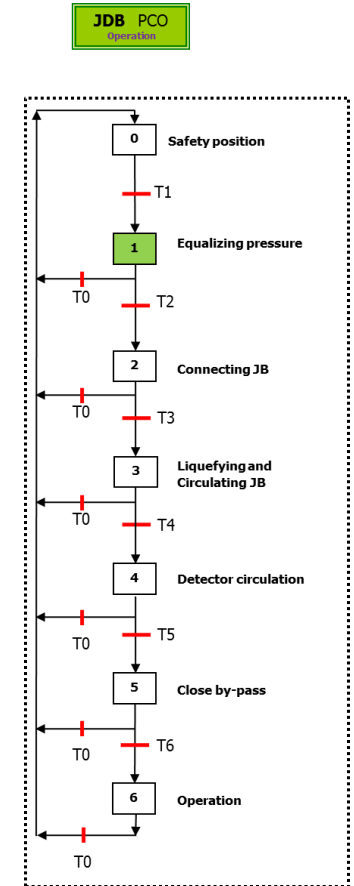 JDB PCO
Operation
0
Safety position
T1
1
Equalizing pressure
T0
T2
2
Connecting JB
T0
T3
3
Liquefying and
Circulating JB
T0
T4
4
Detector circulation
T0
T5
5
Close by-pass
T0
T6
6
Operation
T0